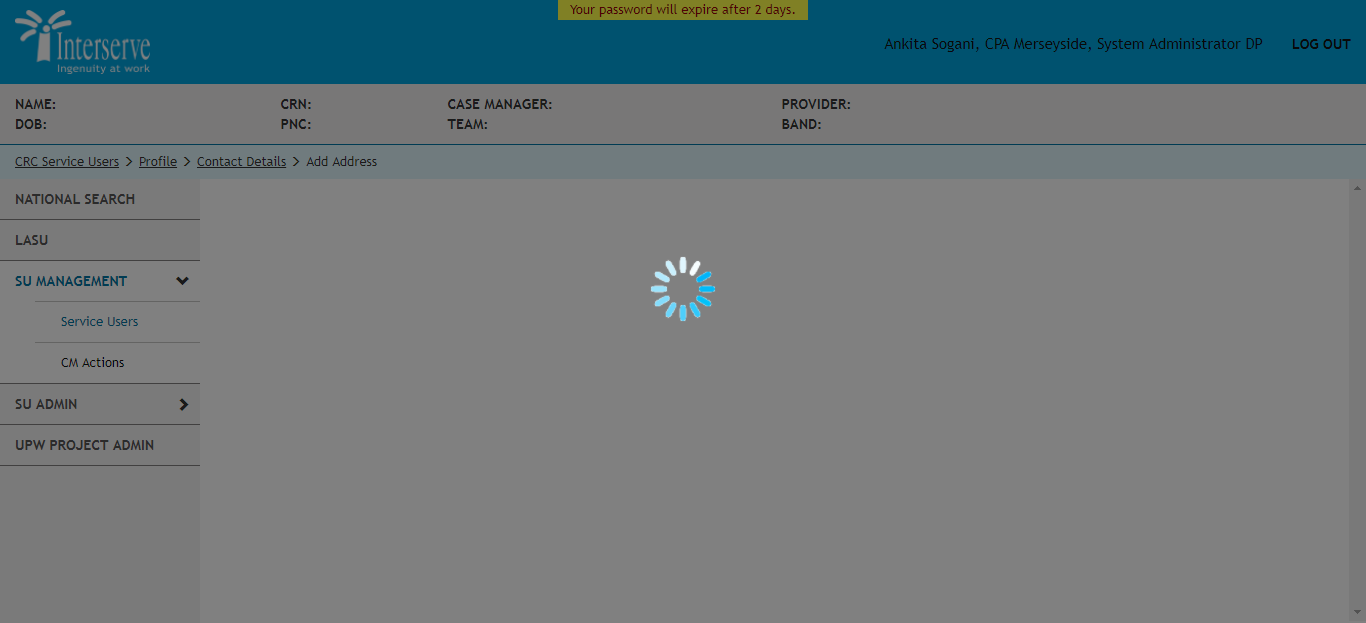 Your password will expire after 2 days.
Interserve
Ingenuity at work
Ankita Sogani, CPA Merseyside, System Administrator DP LOG OUT
NAME: CRN: CASE MANAGER: PROVIDER:
DOB: PNC: TEAM: BAND:
CRC Service Users > Profile > Contact Details > Add Address
NATIONAL SEARCH
LASU
SU MANAGEMENT
Service Users
CM Actions
SU ADMIN
UPW PROJECT ADMIN